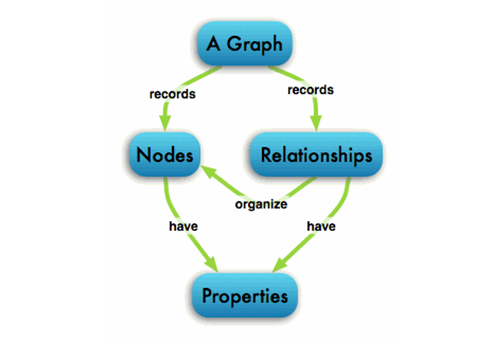 A Graph
records
records
Nodes
Relationships
organize
have
have
Properties